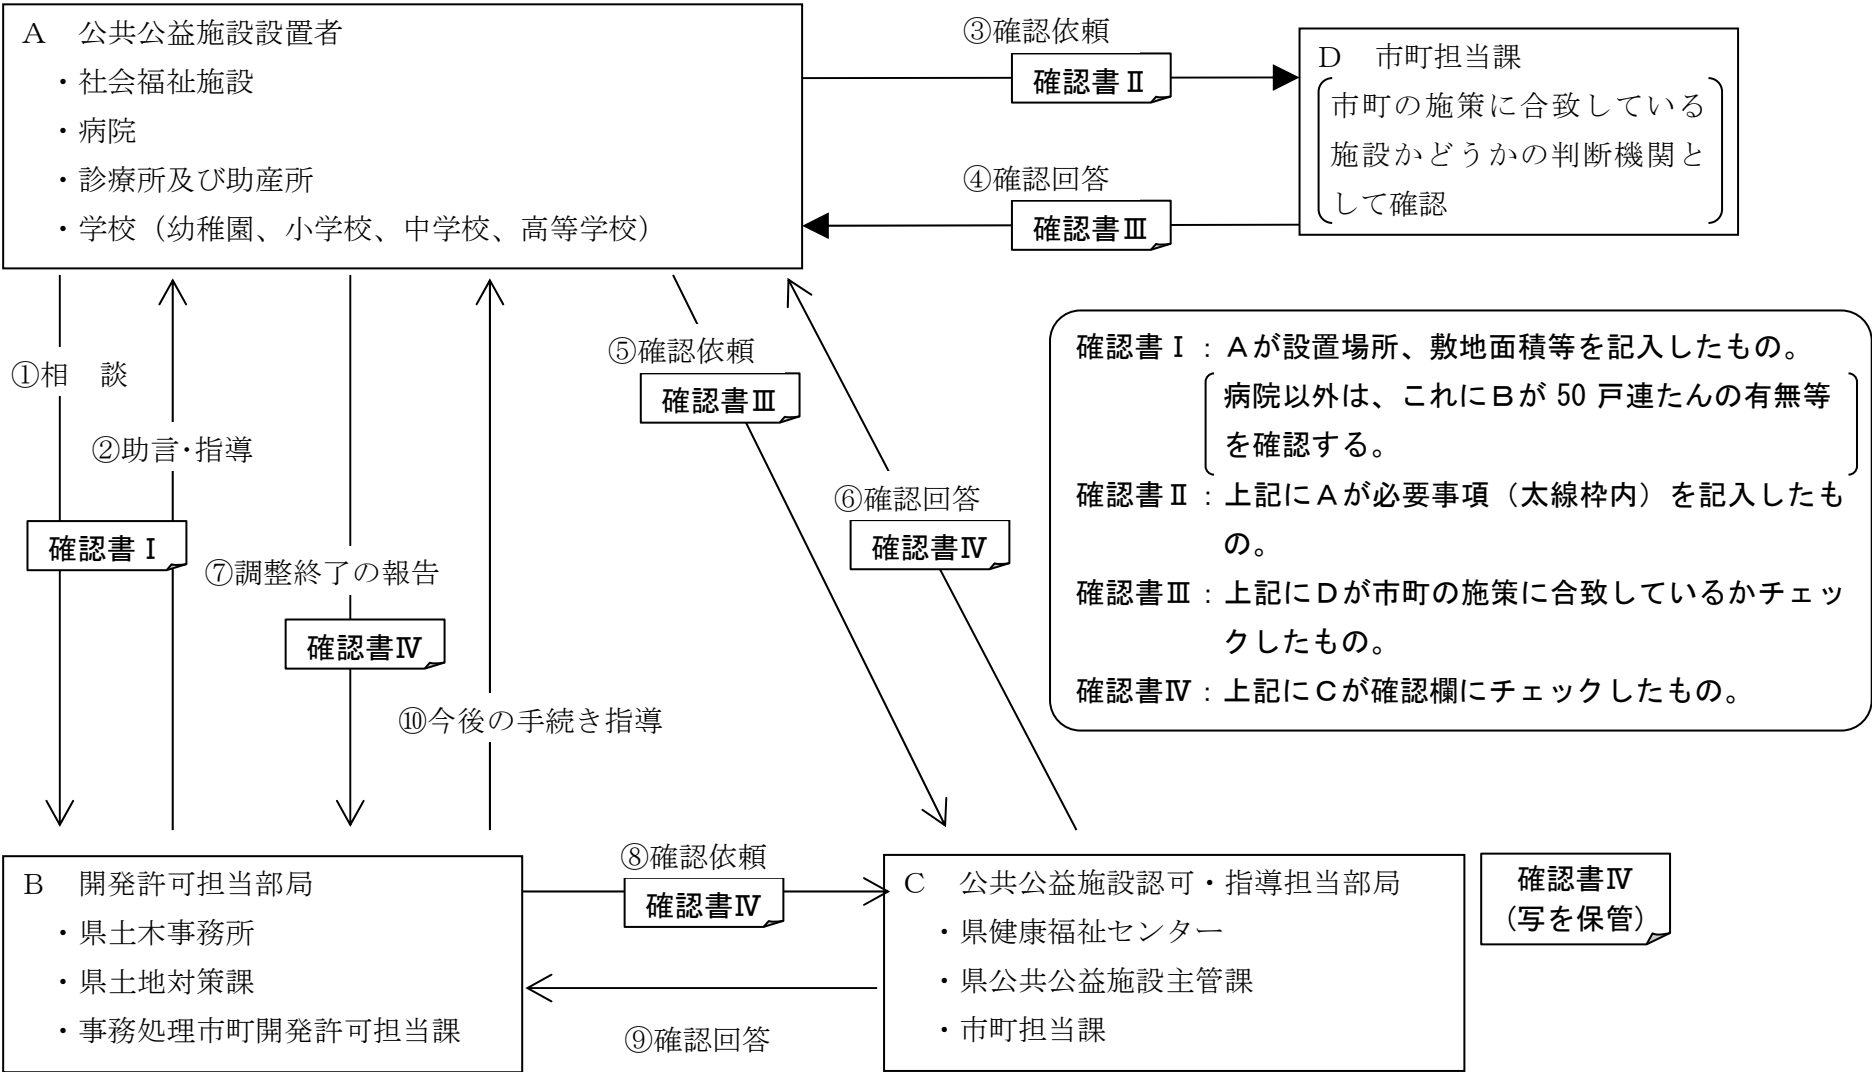 A　公共公益施設設置者
・社会福祉施設
・病院
・診療所及び助産所
・学校（幼稚園、小学校、中学校、高等学校）
③確認依頼
確認書Ⅱ
④確認回答
確認書Ⅲ
D　市町担当課
市町の施策に合致している
施設かどうかの判断機関と
して確認
①相　談
②助言・指導
確認書Ⅰ
⑦調整終了の報告
確認書Ⅳ
⑩今後の手続き指導
⑤確認依頼
確認書Ⅲ
⑥確認回答
確認書Ⅳ
確認書Ⅰ：Ａが設置場所、敷地面積等を記入したもの。
病院以外は、これにＢが 50 戸連たんの有無等
を確認する。
確認書Ⅱ：上記にＡが必要事項（太線枠内）を記入したも
の。
確認書Ⅲ：上記にＤが市町の施策に合致しているかチェッ
クしたもの。
確認書Ⅳ：上記にＣが確認欄にチェックしたもの。
B　開発許可担当部局
・県土木事務所
・県土地対策課
・事務処理市町開発許可担当課
⑧確認依頼
確認書Ⅳ
⑨確認回答
C　公共公益施設認可・指導担当部局
・県健康福祉センター
・県公共公益施設主管課
・市町担当課
確認書Ⅳ
（写を保管）